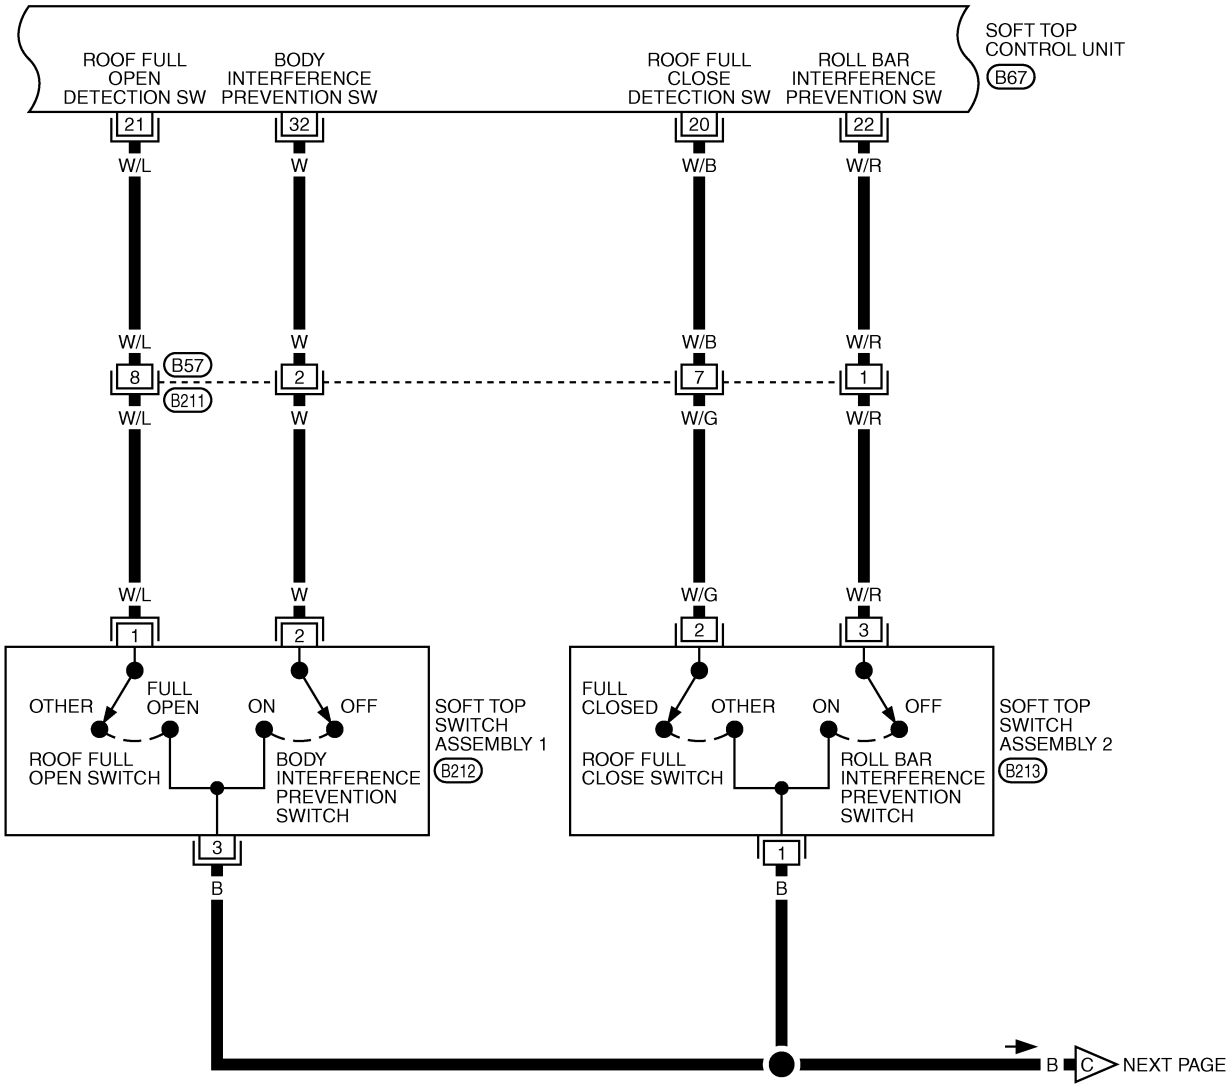 SOFT TOP
CONTROL UNIT
B67
ROOF FULL
OPEN
DETECTION SW
BODY
INTERFERENCE
PREVENTION SW
ROOF FULL
CLOSE
DETECTION SW
ROLL BAR
INTERFERENCE
PREVENTION SW
21
32
20
22
W/L
W
W/B
W/R
W/L
W
W/B
W/R
8
B57
B211
2
7
1
W/L
W
W/G
W/R
W/L
W
W/G
W/R
1
2
2
3
OTHER
FULL
OPEN
ON
OFF
ROOF FULL
OPEN SWITCH
BODY
INTERFERENCE
PREVENTION
SWITCH
SOFT TOP
SWITCH
ASSEMBLY 1
B212
FULL
CLOSED
OTHER
ON
OFF
ROOF FULL
CLOSE SWITCH
ROLL BAR
INTERFERENCE
PREVENTION
SWITCH
SOFT TOP
SWITCH
ASSEMBLY 2
B213
3
1
B
B
B
C
NEXT PAGE